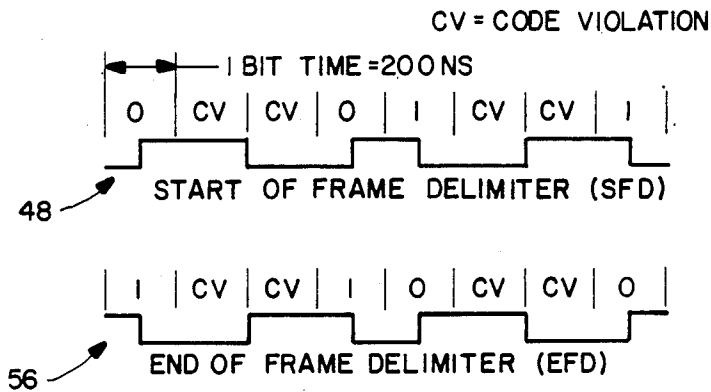 CV = CODE VIOLATION
1 BIT TIME = 200 NS
0 CV CV 0 1 CV CV 1
START OF FRAME DELIMITER (SFD)
48
1 CV CV 1 0 CV CV 0
END OF FRAME DELIMITER (EFD)
56